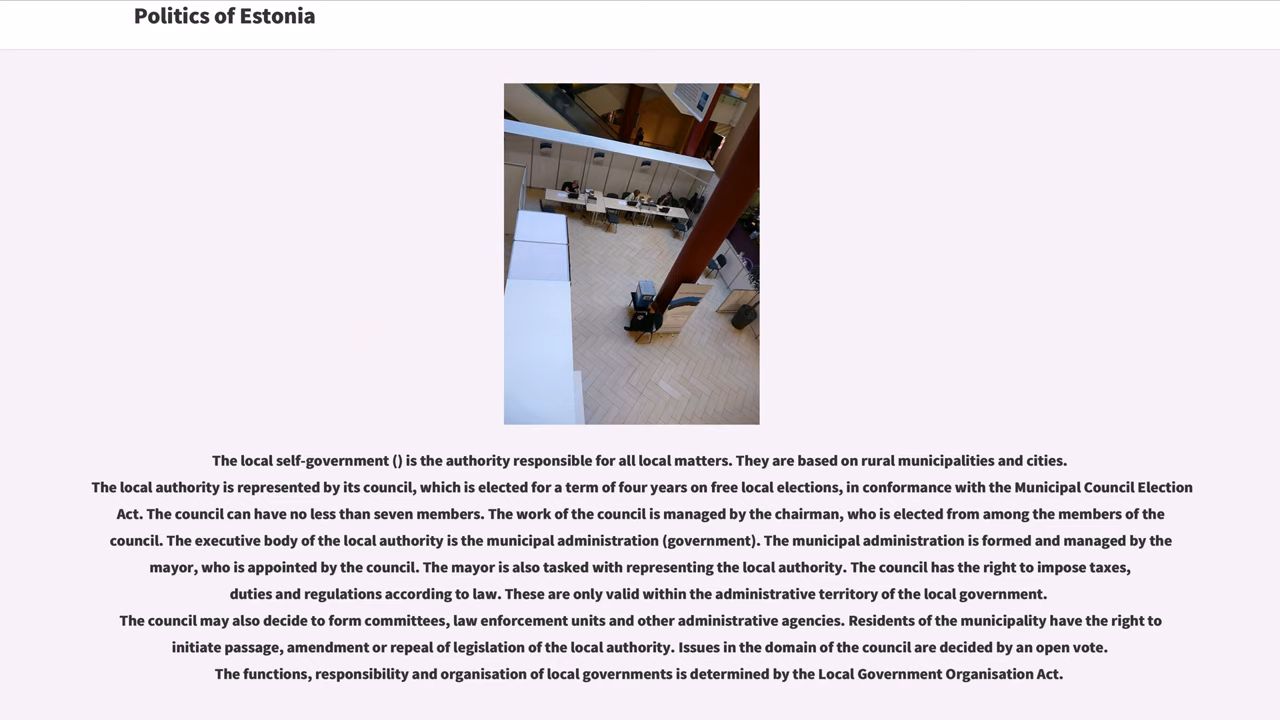 Politics of Estonia
The local self-government () is the authority responsible for all local matters. They are based on rural municipalities and cities.
The local authority is represented by its council, which is elected for a term of four years on free local elections, in conformance with the Municipal Council Election
Act. The council can have no less than seven members. The work of the council is managed by the chairman, who is elected from among the members of the
council. The executive body of the local authority is the municipal administration (government). The municipal administration is formed and managed by the
mayor, who is appointed by the council. The mayor is also tasked with representing the local authority. The council has the right to impose taxes,
duties and regulations according to law. These are only valid within the administrative territory of the local government.
The council may also decide to form committees, law enforcement units and other administrative agencies. Residents of the municipality have the right to
initiate passage, amendment or repeal of legislation of the local authority. Issues in the domain of the council are decided by an open vote.
The functions, responsibility and organisation of local governments is determined by the Local Government Organisation Act.